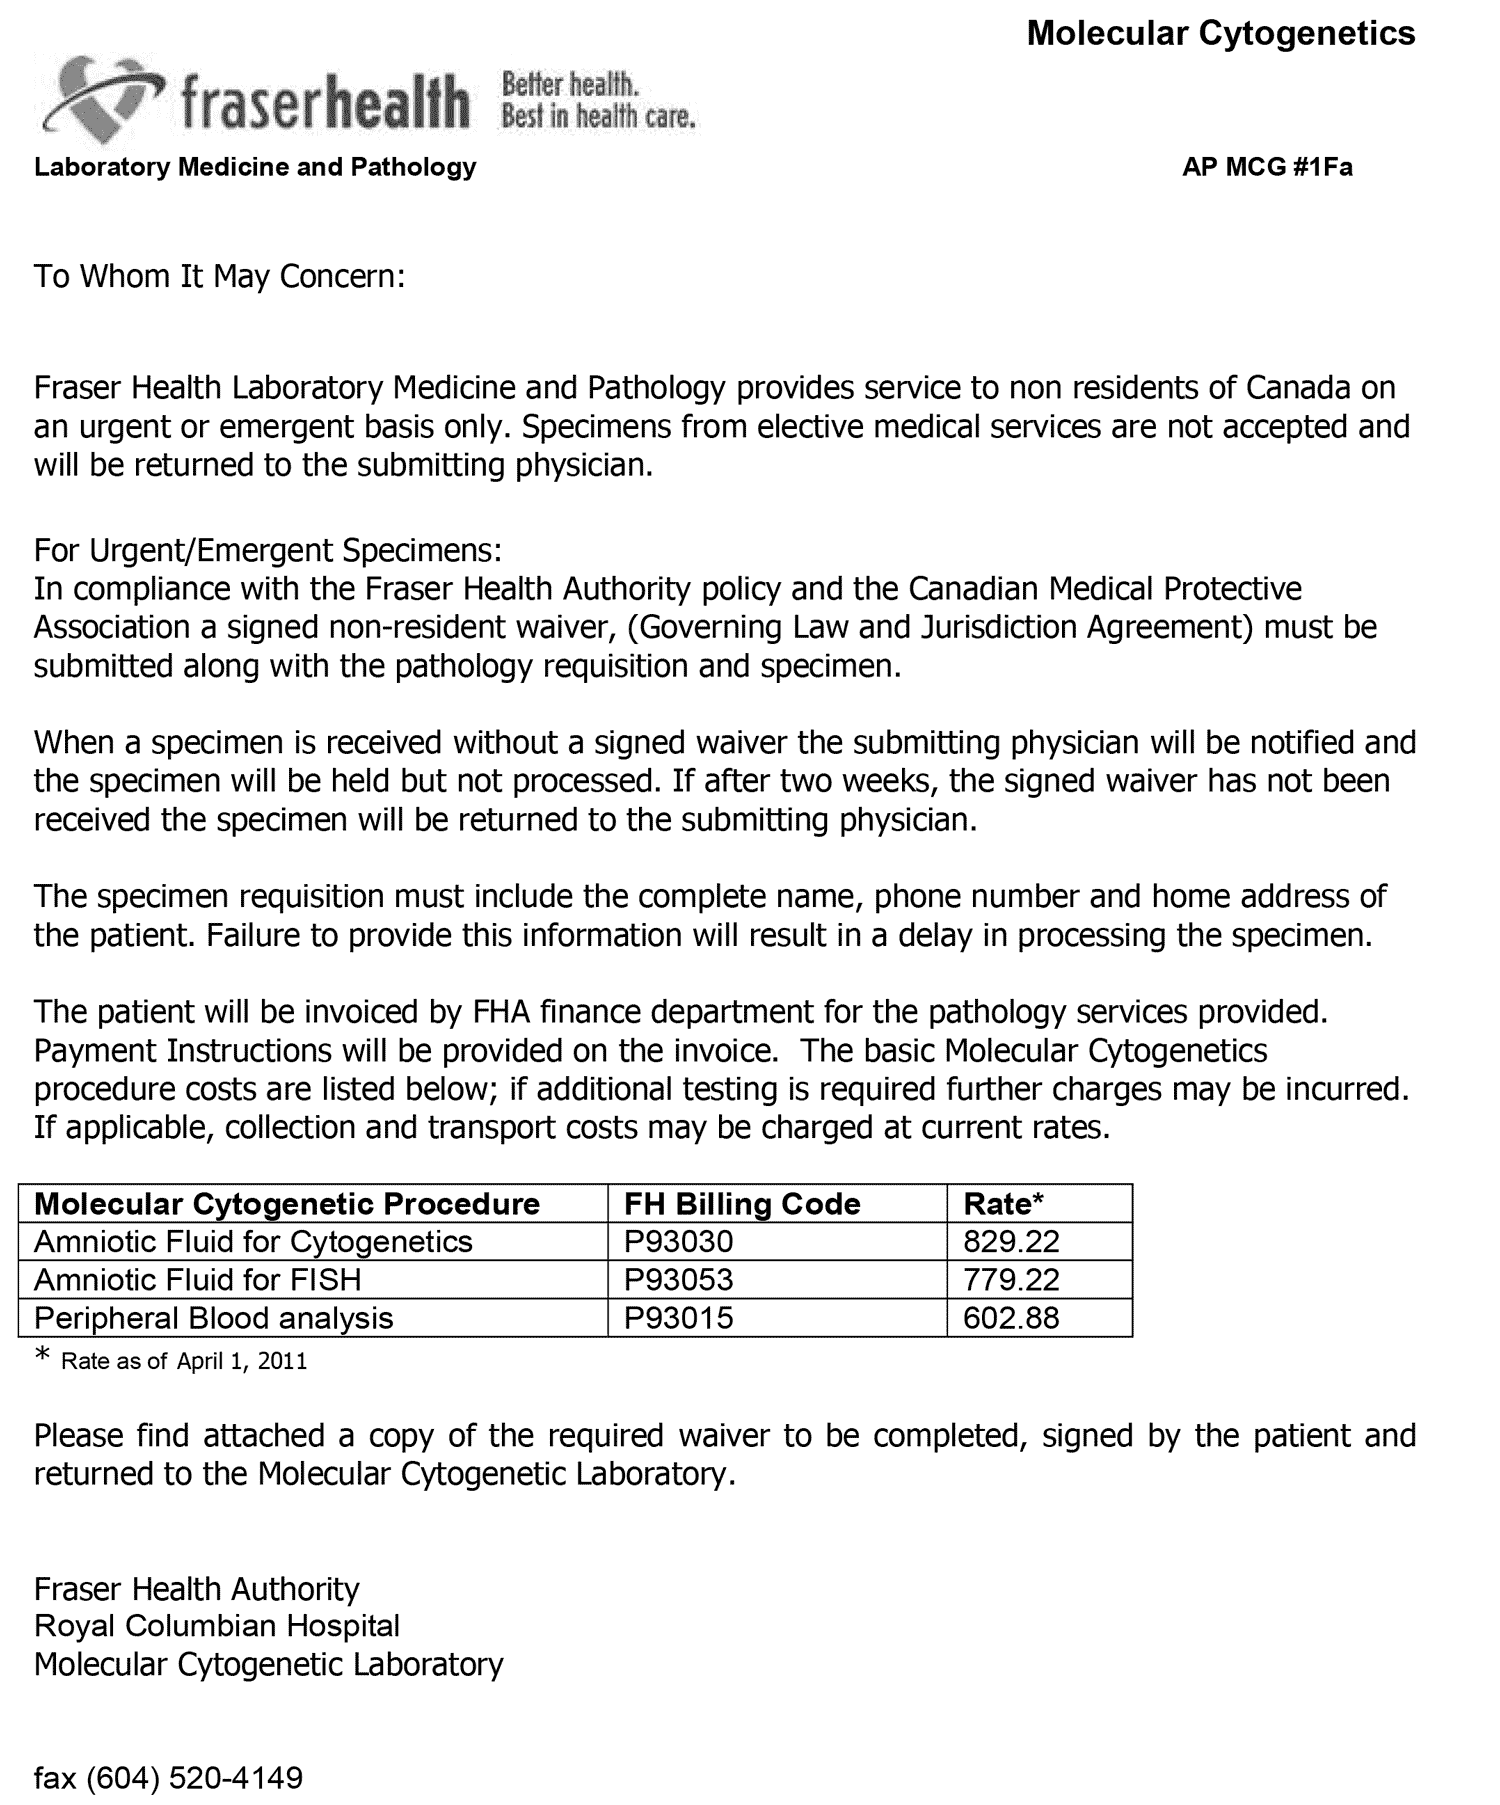 Molecular Cytogenetics
fraserhealth
Better health.
Best in health care.
Laboratory Medicine and Pathology AP MCG #1Fa
To Whom It May Concern:
Fraser Health Laboratory Medicine and Pathology provides service to non residents of Canada on
an urgent or emergent basis only. Specimens from elective medical services are not accepted and
will be returned to the submitting physician.
For Urgent/Emergent Specimens:
In compliance with the Fraser Health Authority policy and the Canadian Medical Protective
Association a signed non-resident waiver, (Governing Law and Jurisdiction Agreement) must be
submitted along with the pathology requisition and specimen.
When a specimen is received without a signed waiver the submitting physician will be notified and
the specimen will be held but not processed. If after two weeks, the signed waiver has not been
received the specimen will be returned to the submitting physician.
The specimen requisition must include the complete name, phone number and home address of
the patient. Failure to provide this information will result in a delay in processing the specimen.
The patient will be invoiced by FHA finance department for the pathology services provided.
Payment Instructions will be provided on the invoice.  The basic Molecular Cytogenetics
procedure costs are listed below; if additional testing is required further charges may be incurred.
If applicable, collection and transport costs may be charged at current rates.
Molecular Cytogenetic Procedure FH Billing Code Rate*
Amniotic Fluid for Cytogenetics P93030 829.22
Amniotic Fluid for FISH P93053 779.22
Peripheral Blood analysis P93015 602.88
* Rate as of April 1, 2011
Please find attached a copy of the required waiver to be completed, signed by the patient and
returned to the Molecular Cytogenetic Laboratory.
Fraser Health Authority
Royal Columbian Hospital
Molecular Cytogenetic Laboratory
fax (604) 520-4149